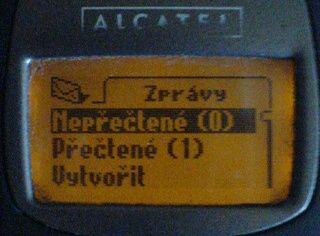 ALCATEL
Zprávy
Nepřečtené (0)
Přečtené (1)
Vytvořit